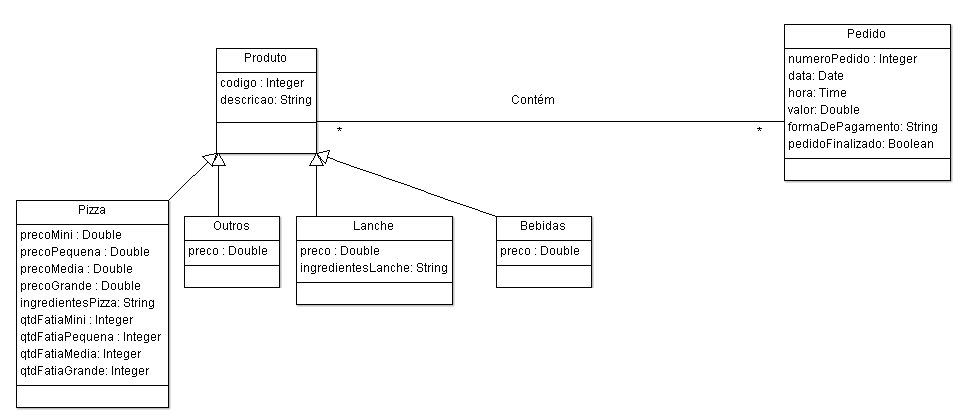 Produto
codigo : Integer
descricao: String
Contém
*
*
Pedido
numeroPedido : Integer
data: Date
hora: Time
valor: Double
formaDePagamento: String
pedidoFinalizado: Boolean
Pizza
precoMini : Double
precoPequena : Double
precoMedia : Double
precoGrande : Double
ingredientesPizza: String
qtdFatiaMini : Integer
qtdFatiaPequena : Integer
qtdFatiaMedia: Integer
qtdFatiaGrande: Integer
Outros
preco : Double
Lanche
preco : Double
ingredientesLanche: String
Bebidas
preco : Double